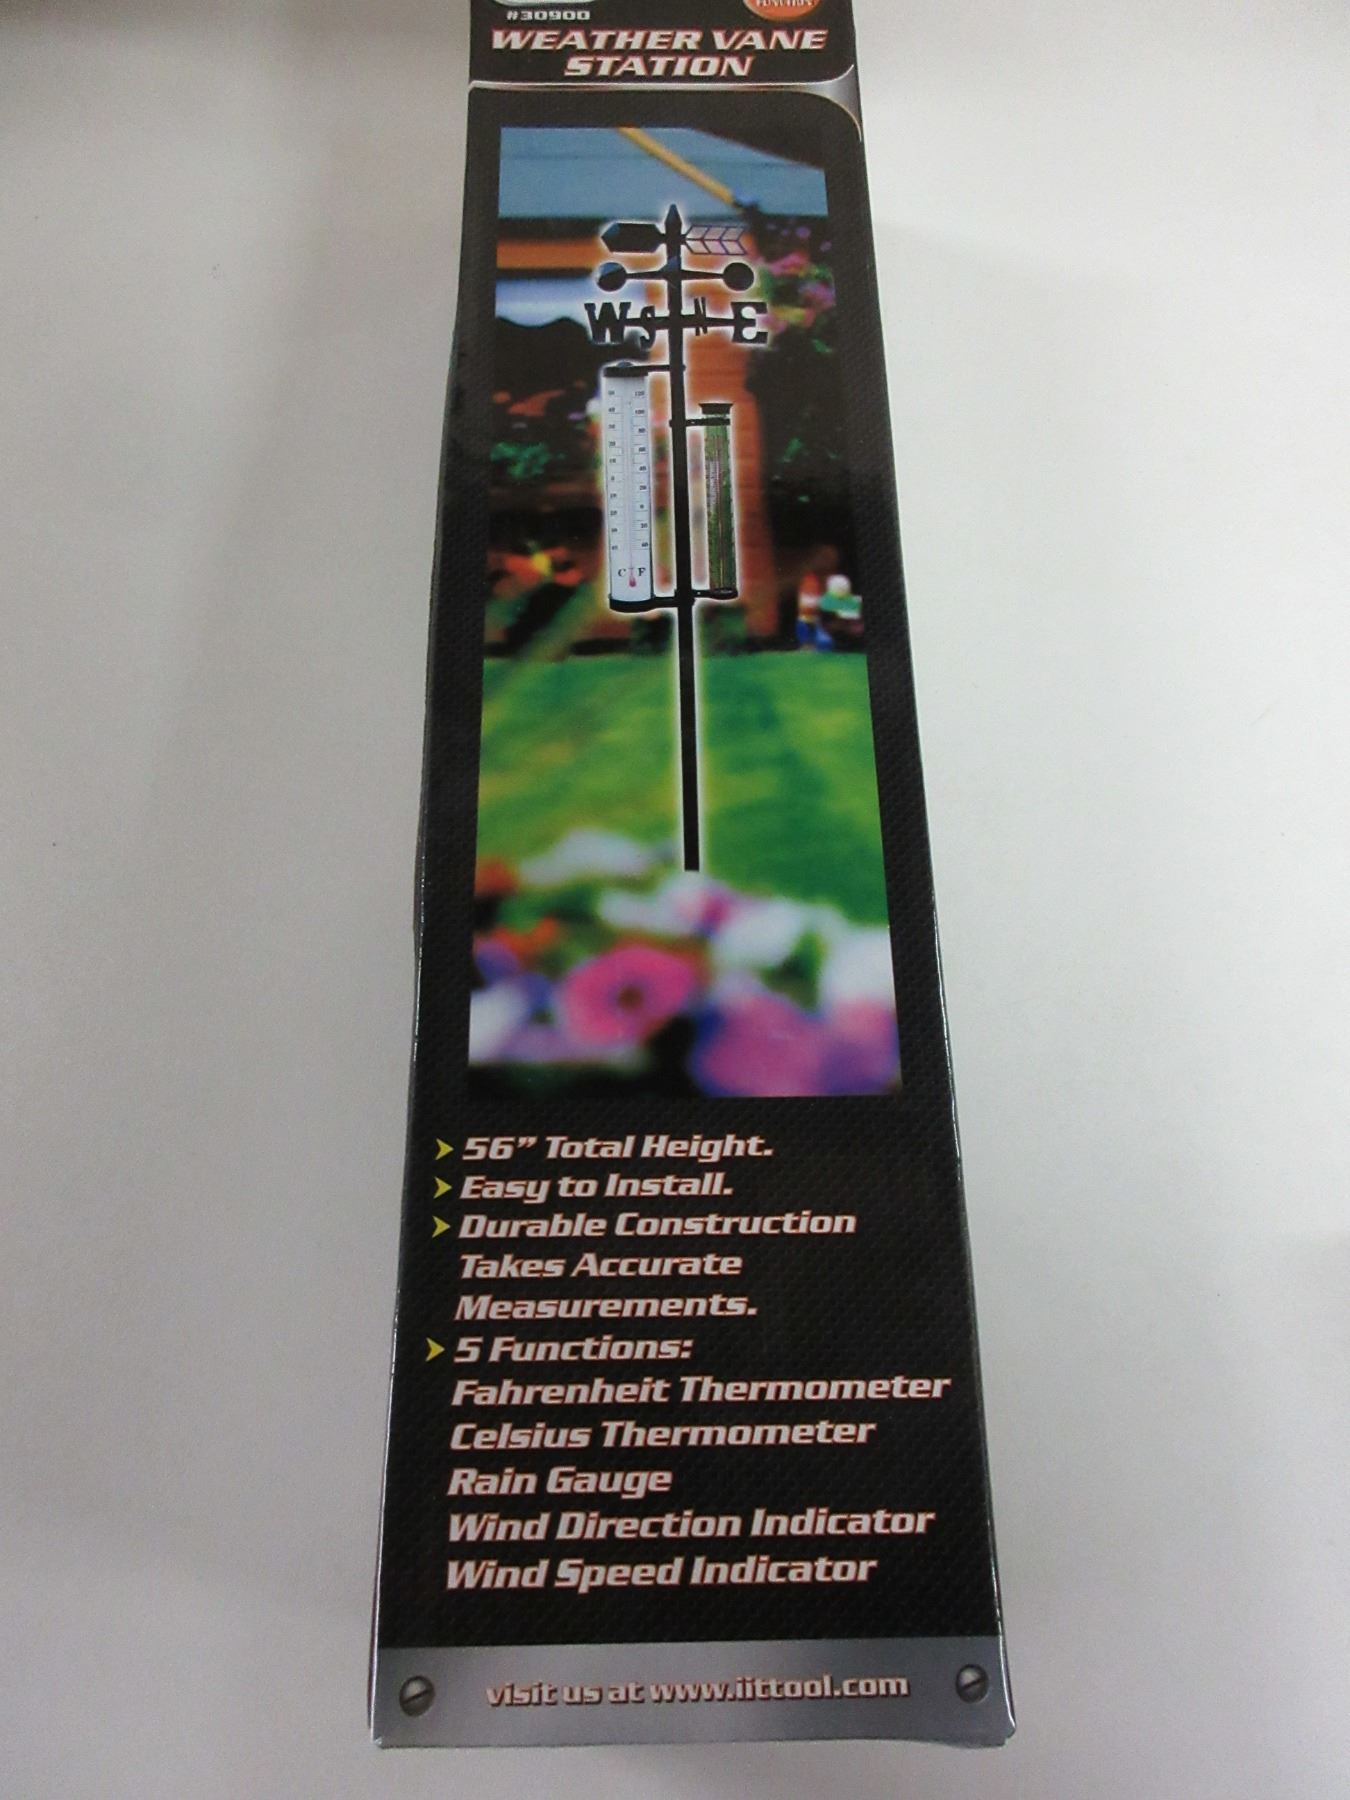 #30900
FUNCTION
WEATHER VANE
STATION
W S N E
C F
56" Total Height.
Easy to Install.
Durable Construction
Takes Accurate
Measurements.
5 Functions:
Fahrenheit Thermometer
Celsius Thermometer
Rain Gauge
Wind Direction Indicator
Wind Speed Indicator
visit us at www.iittool.com